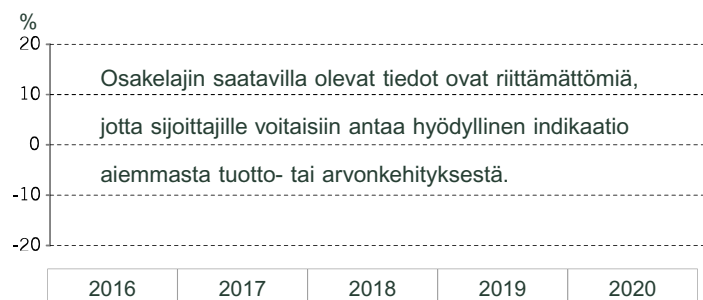 %
20
Osakelajin saatavilla olevat tiedot ovat riittämättömiä,
10
jotta sijoittajille voitaisiin antaa hyödyllinen indikaatio
0
aiemmasta tuotto- tai arvonkehityksestä.
-10
-20
2016 2017 2018 2019 2020